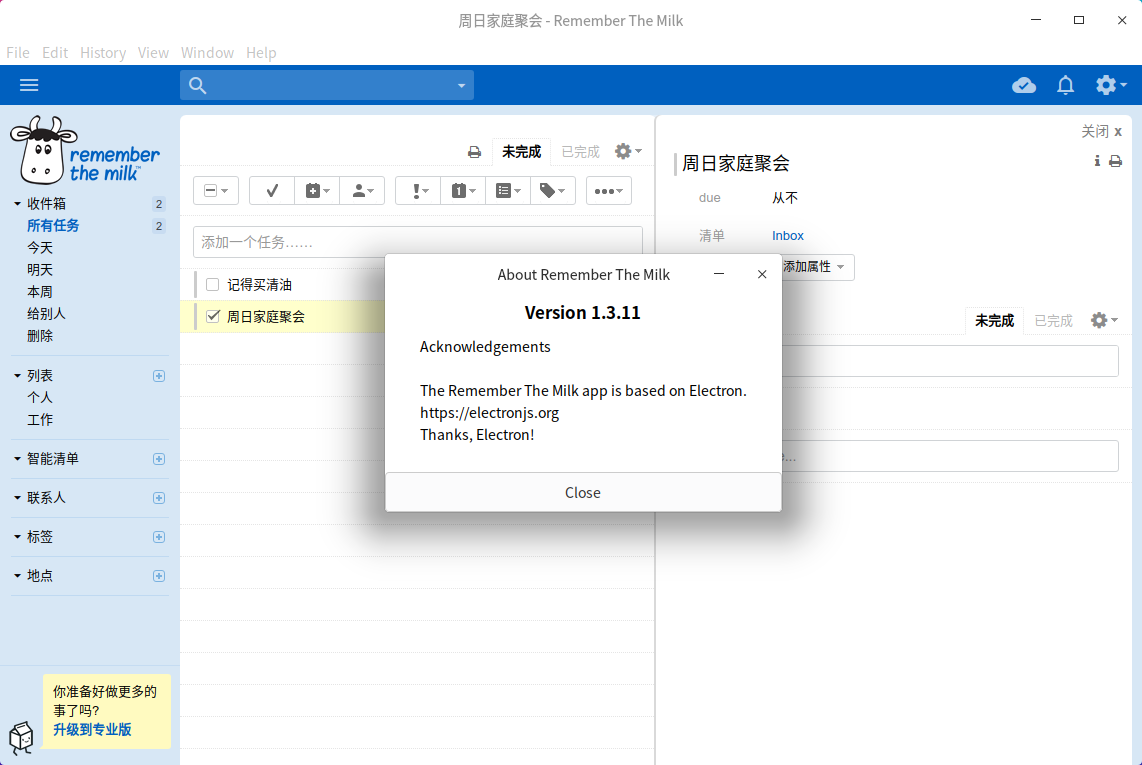 周日家庭聚会 - Remember The Milk
File Edit History View Window Help
remember
the milk™
收件箱 2
所有任务 2
今天
明天
本周
给别人
删除
列表
个人
工作
智能清单
联系人
标签
地点
你准备好做更多的
事了吗?
升级到专业版
未完成 已完成
添加一个任务……
记得买清油
周日家庭聚会
关闭 x
周日家庭聚会
due 从不
清单 Inbox
添加属性
未完成 已完成
e...
About Remember The Milk
Version 1.3.11
Acknowledgements
The Remember The Milk app is based on Electron.
https://electronjs.org
Thanks, Electron!
Close